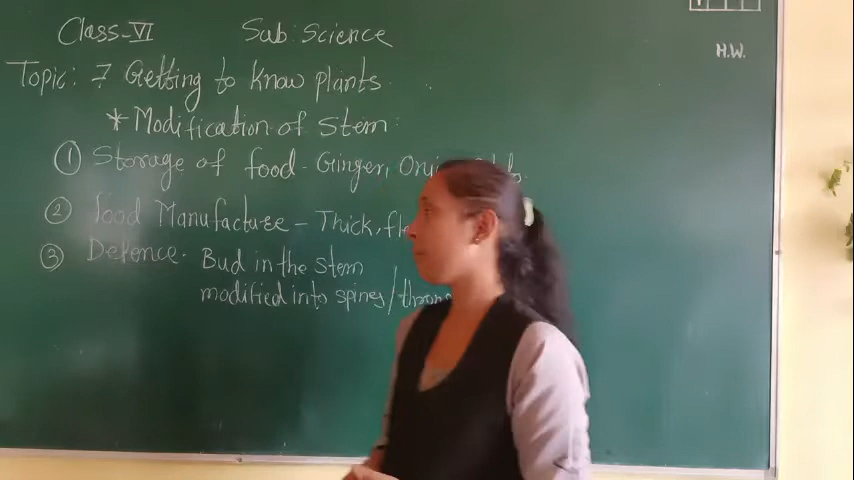 Class-VI Sub: Science
Topic: 7 Getting to Know plants
* Modification of Stem:
① Storage of food - Ginger,
② Food Manufacture - Thick,
③ Defence. Bud in the Stem
modified into spines/throns
H.W.